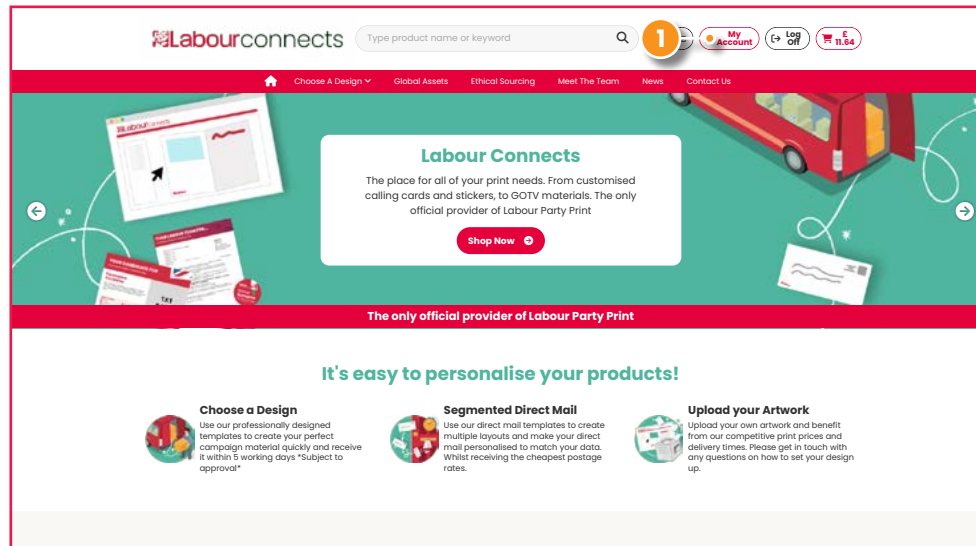 Labourconnects
Type product name or keyword
1
My
Account
Log
Off
£
11.64
Choose A Design
Global Assets
Ethical Sourcing
Meet The Team
News
Contact Us
Labour Connects
The place for all of your print needs. From customised
calling cards and stickers, to GOTV materials. The only
official provider of Labour Party Print
Shop Now
The only official provider of Labour Party Print
It's easy to personalise your products!
Choose a Design
Use our professionally designed
templates to create your perfect
campaign material quickly and receive
it within 5 working days *Subject to
approval*
Segmented Direct Mail
Use our direct mail templates to create
multiple layouts and make your direct
mail personalised to match your data.
Whilst receiving the cheapest postage
rates.
Upload your Artwork
Upload your own artwork and benefit
from our competitive print prices and
delivery times. Please get in touch with
any questions on how to set your design
up.